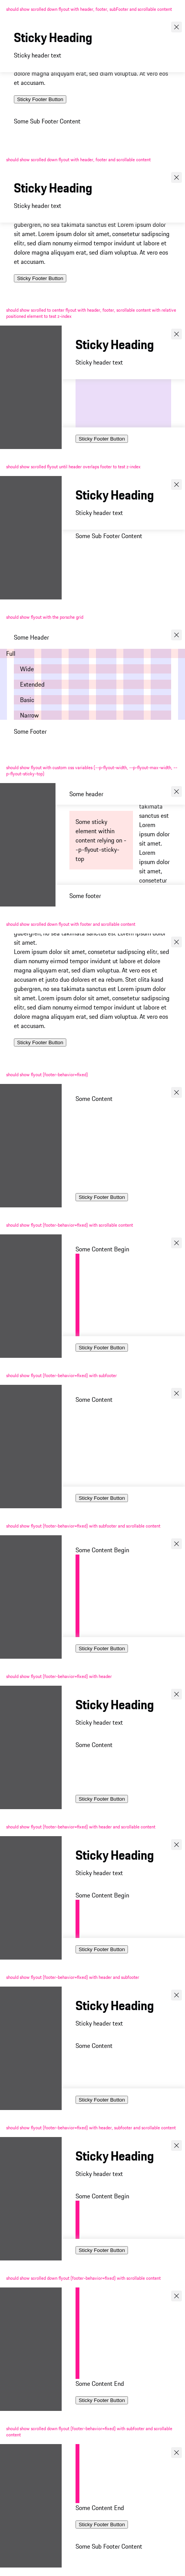 should show scrolled down flyout with header, footer, subFooter and scrollable content
Sticky Heading
Sticky header text
dolore magna aliquyam erat, sed diam voluptua. At vero eos
et accusam.
Sticky Footer Button
Some Sub Footer Content
should show scrolled down flyout with header, footer and scrollable content
Sticky Heading
Sticky header text
gubergren, no sea takimata sanctus est Lorem ipsum dolor
sit amet. Lorem ipsum dolor sit amet, consetetur sadipscing
elitr, sed diam nonumy eirmod tempor invidunt ut labore et
dolore magna aliquyam erat, sed diam voluptua. At vero eos
et accusam.
Sticky Footer Button
should show scrolled to center flyout with header, footer, scrollable content with relative
positioned element to test z-index
Sticky Heading
Sticky header text
Sticky Footer Button
should show scrolled flyout until header overlaps footer to test z-index
Sticky Heading
Sticky header text
Some Sub Footer Content
should show flyout with the porsche grid
Some Header
Full
Wide
Extended
Basic
Narrow
Some Footer
should show flyout with custom css variables (--p-flyout-width, --p-flyout-max-width, --
p-flyout-sticky-top)
Some header
Some sticky
element within
content relying on -
-p-flyout-sticky-
top
takimata
sanctus est
Lorem
ipsum dolor
sit amet.
Lorem
ipsum dolor
sit amet,
consetetur
Some footer
should show scrolled down flyout with footer and scrollable content
gubergren, no sea takimata sanctus est Lorem ipsum dolor
sit amet.
Lorem ipsum dolor sit amet, consetetur sadipscing elitr, sed
diam nonumy eirmod tempor invidunt ut labore et dolore
magna aliquyam erat, sed diam voluptua. At vero eos et
accusam et justo duo dolores et ea rebum. Stet clita kasd
gubergren, no sea takimata sanctus est Lorem ipsum dolor
sit amet. Lorem ipsum dolor sit amet, consetetur sadipscing
elitr, sed diam nonumy eirmod tempor invidunt ut labore et
dolore magna aliquyam erat, sed diam voluptua. At vero eos
et accusam.
Sticky Footer Button
should show flyout (footer-behavior=fixed)
Some Content
Sticky Footer Button
should show flyout (footer-behavior=fixed) with scrollable content
Some Content Begin
Sticky Footer Button
should show flyout (footer-behavior=fixed) with subfooter
Some Content
Sticky Footer Button
should show flyout (footer-behavior=fixed) with subfooter and scrollable content
Some Content Begin
Sticky Footer Button
should show flyout (footer-behavior=fixed) with header
Sticky Heading
Sticky header text
Some Content
Sticky Footer Button
should show flyout (footer-behavior=fixed) with header and scrollable content
Sticky Heading
Sticky header text
Some Content Begin
Sticky Footer Button
should show flyout (footer-behavior=fixed) with header and subfooter
Sticky Heading
Sticky header text
Some Content
Sticky Footer Button
should show flyout (footer-behavior=fixed) with header, subfooter and scrollable content
Sticky Heading
Sticky header text
Some Content Begin
Sticky Footer Button
should show scrolled down flyout (footer-behavior=fixed) with scrollable content
Some Content End
Sticky Footer Button
should show scrolled down flyout (footer-behavior=fixed) with subfooter and scrollable
content
Some Content End
Sticky Footer Button
Some Sub Footer Content